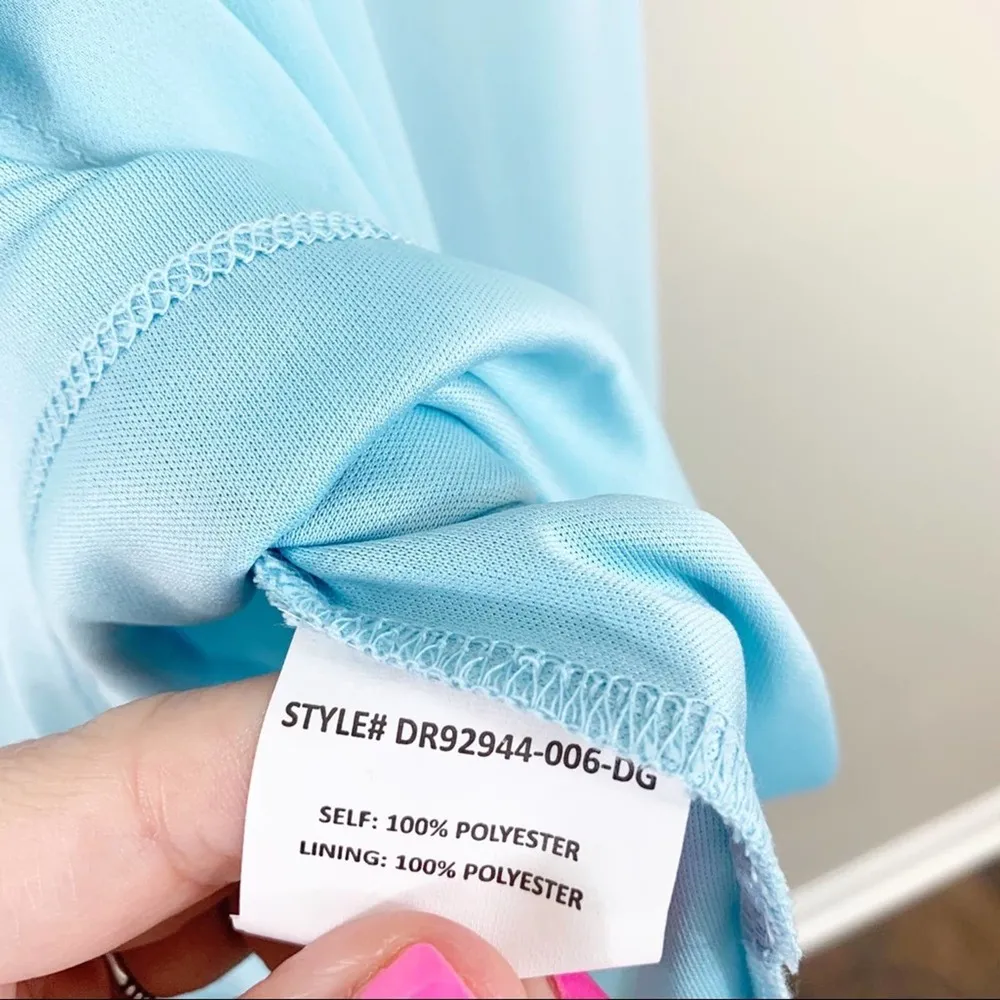 STYLE# DR92944-006-DG
SELF: 100% POLYESTER
LINING: 100% POLYESTER